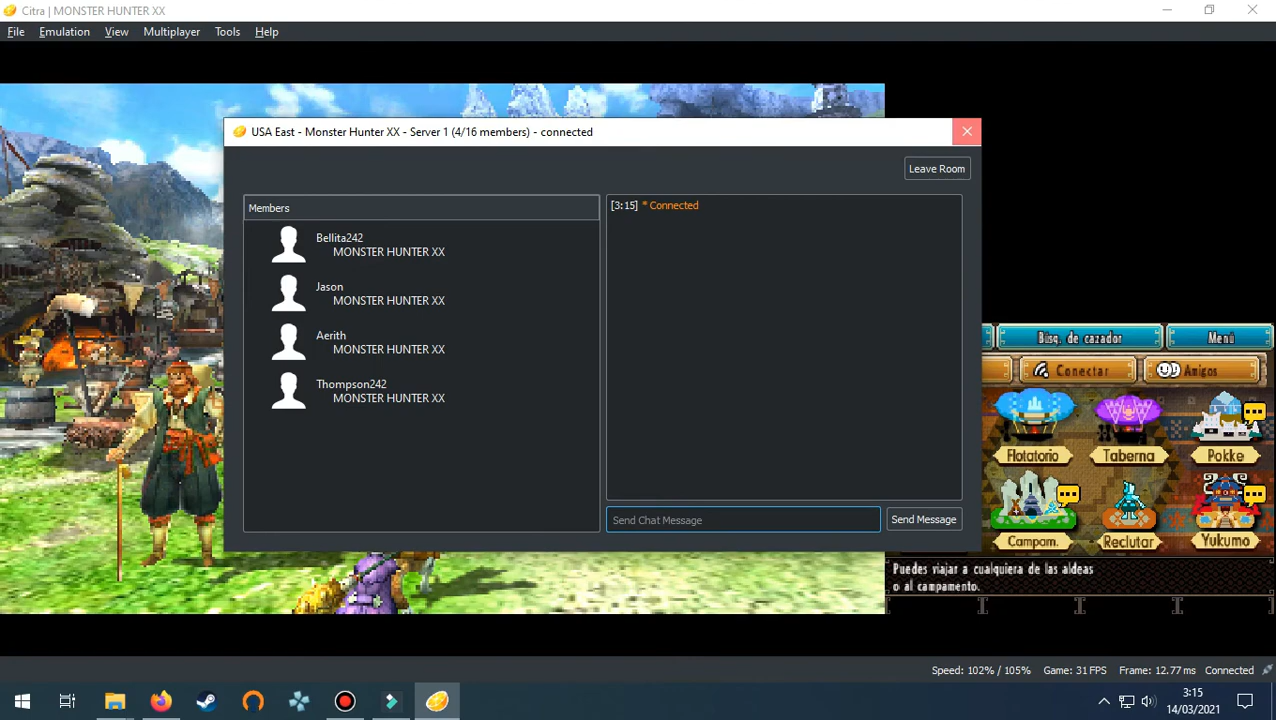 Citra | MONSTER HUNTER XX
File Emulation View Multiplayer Tools Help
USA East - Monster Hunter XX - Server 1 (4/16 members) - connected
Leave Room
Members
Bellita242
MONSTER HUNTER XX
Jason
MONSTER HUNTER XX
Aerith
MONSTER HUNTER XX
Thompson242
MONSTER HUNTER XX
[3:15] * Connected
Send Chat Message
Send Message
Búsq. de cazador Menú
Conectar Amigos
Flotatorio Taberna Pokke
Campam. Reclutar Yukumo
Puedes viajar a cualquiera de las aldeas
o al campamento.
Speed: 102% / 105% Game: 31 FPS Frame: 12.77 ms Connected
3:15
14/03/2021